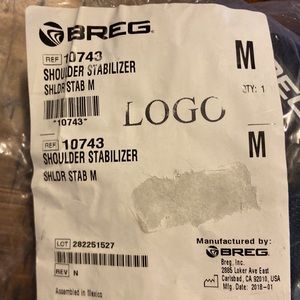 BREG®
REF 10743
M
SHOULDER STABILIZER
SHLDR STAB M
QTY: 1
"10743"
LOGO
REF 10743
SHOULDER STABILIZER
M
SHLDR STAB M
LOT 282251527
REV N
Assembled in Mexico
Manufactured by:
BREG
Breg, Inc.
2885 Loker Ave East
Carlsbad, CA 92010, USA
Mfg. Date: 2018-01